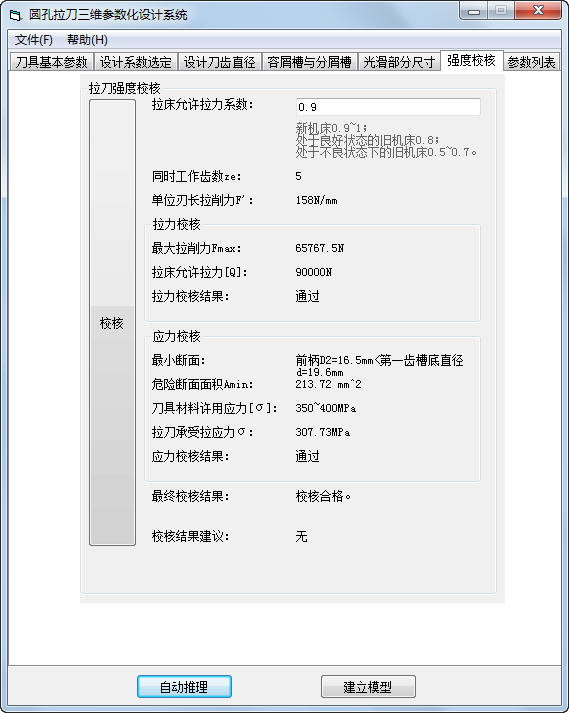 圆孔拉刀三维参数化设计系统
文件(F) 帮助(H)
刀具基本参数 设计系数选定 设计刀齿直径 容屑槽与分屑槽 光滑部分尺寸 强度校核 参数列表
拉刀强度校核
校核
拉床允许拉力系数: 0.9
新机床0.9~1;
处于良好状态的旧机床0.8;
处于不良状态下的旧机床0.5~0.7。
同时工作齿数ze: 5
单位刃长拉削力F': 158N/mm
拉力校核
最大拉削力Fmax: 65767.5N
拉床允许拉力[Q]: 90000N
拉力校核结果: 通过
应力校核
最小断面: 前柄D2=16.5mm<第一齿槽底直径
d=19.6mm
危险断面面积Amin: 213.72 mm^2
刀具材料许用应力[σ]: 350~400MPa
拉刀承受拉应力σ: 307.73MPa
应力校核结果: 通过
最终校核结果: 校核合格。
校核结果建议: 无
自动推理 建立模型